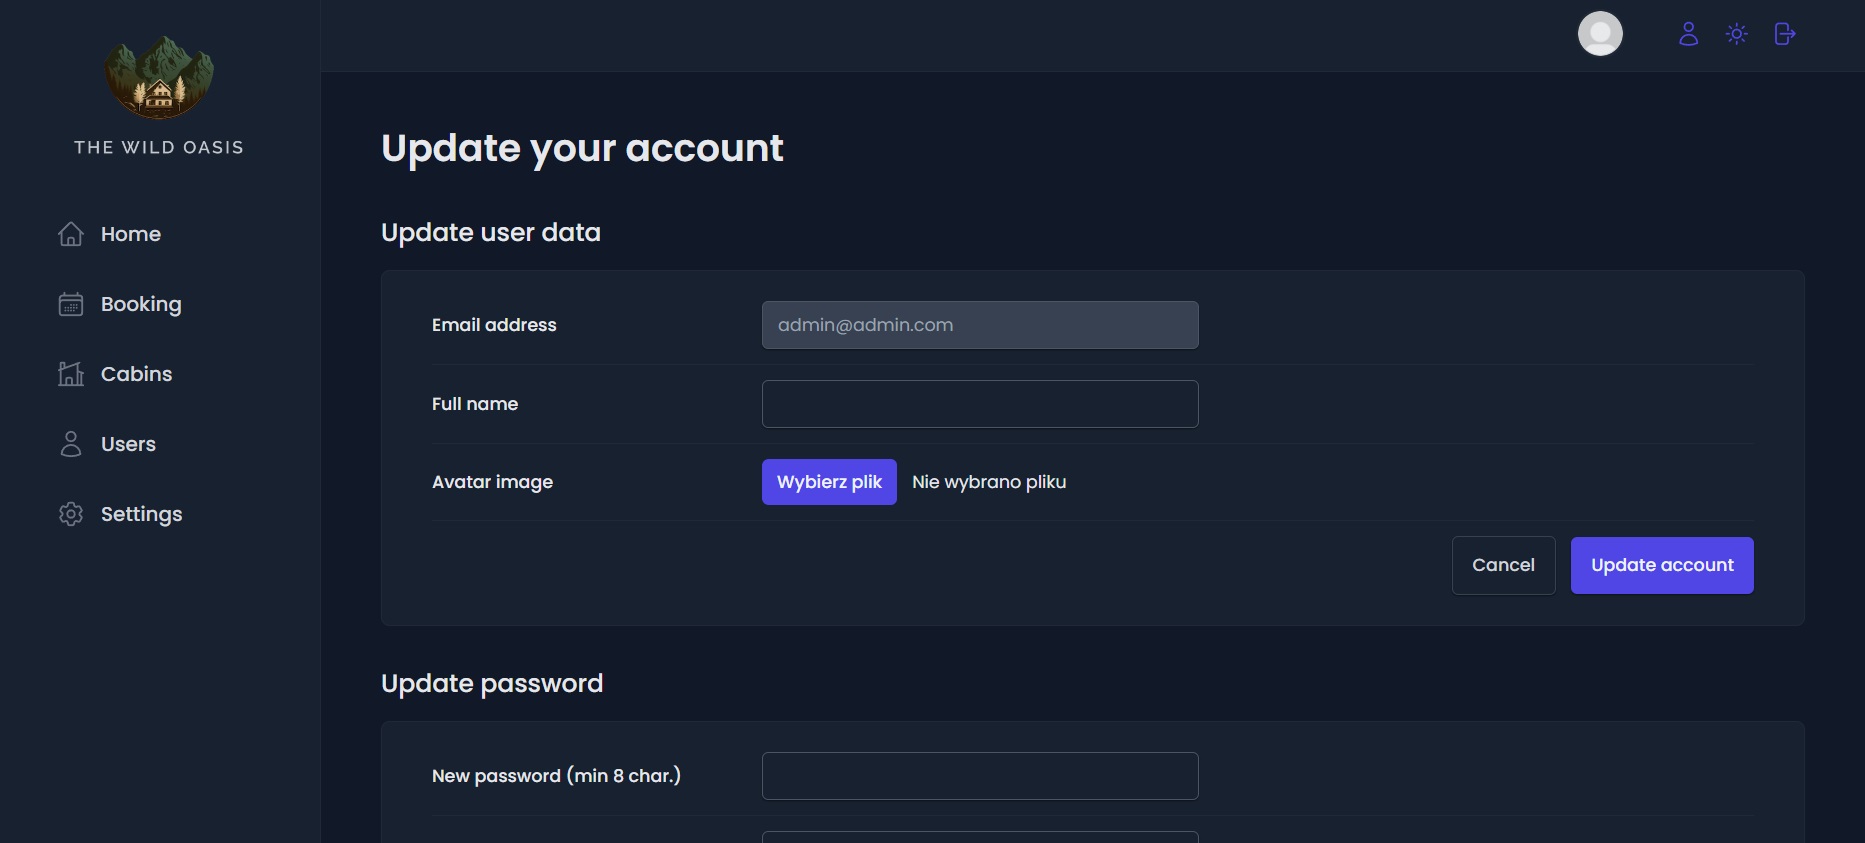 THE WILD OASIS
Home
Booking
Cabins
Users
Settings
Update your account
Update user data
Email address
admin@admin.com
Full name
Avatar image
Wybierz plik Nie wybrano pliku
Cancel
Update account
Update password
New password (min 8 char.)